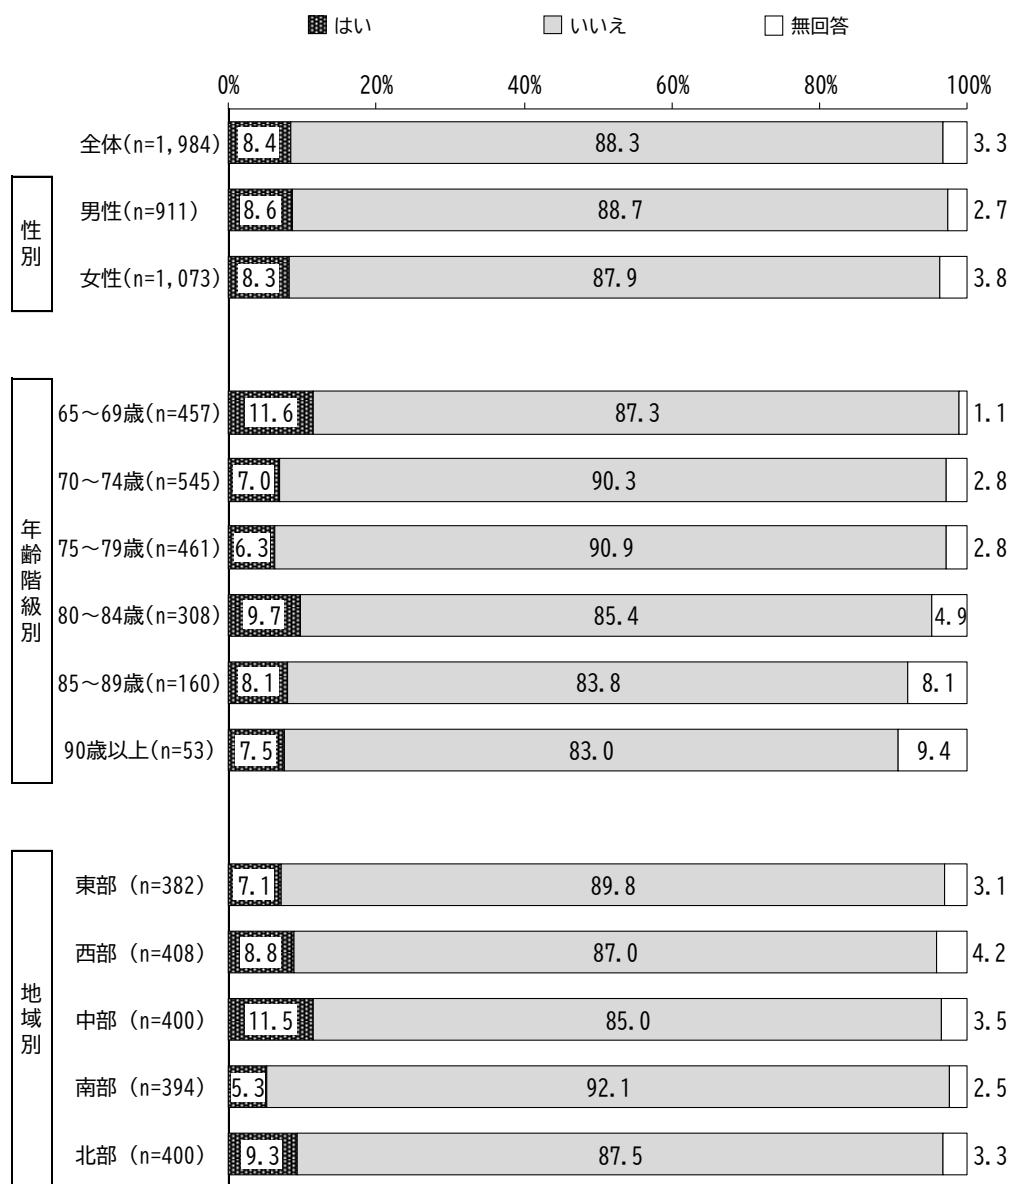 はい いいえ 無回答
0% 20% 40% 60% 80% 100%
全体(n=1,984) 8.4 88.3 3.3
性別
男性(n=911) 8.6 88.7 2.7
女性(n=1,073) 8.3 87.9 3.8
年齢階級別
65～69歳(n=457) 11.6 87.3 1.1
70～74歳(n=545) 7.0 90.3 2.8
75～79歳(n=461) 6.3 90.9 2.8
80～84歳(n=308) 9.7 85.4 4.9
85～89歳(n=160) 8.1 83.8 8.1
90歳以上(n=53) 7.5 83.0 9.4
地域別
東部 (n=382) 7.1 89.8 3.1
西部 (n=408) 8.8 87.0 4.2
中部 (n=400) 11.5 85.0 3.5
南部 (n=394) 5.3 92.1 2.5
北部 (n=400) 9.3 87.5 3.3